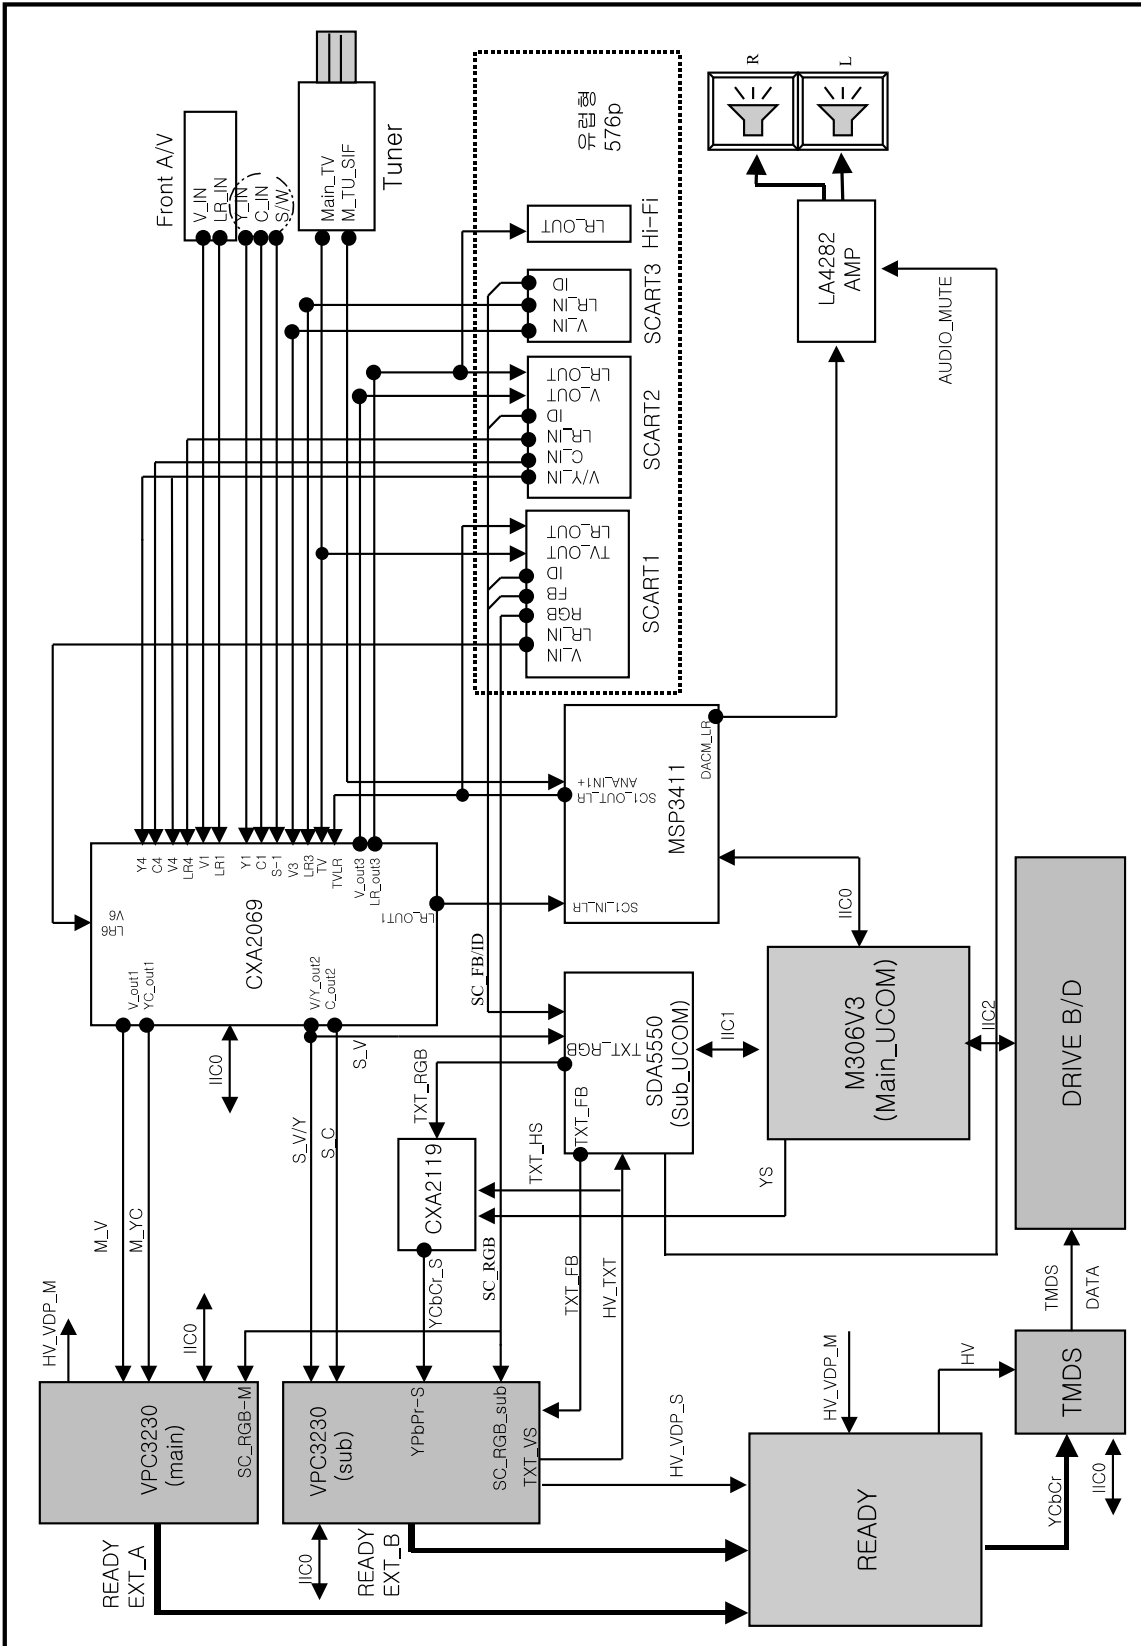 Front A/V
V_IN
LR_IN
Y_IN
C_IN
S/W
Main_TV
M_TU_SIF
Tuner
유럽형
576p
LR_OUT
Hi-Fi
ID
LR_IN
V_IN
SCART3
LR_OUT
V_OUT
ID
LR_IN
C_IN
V/Y_IN
SCART2
LR_OUT
TV_OUT
ID
FB
RGB
LR_IN
V_IN
SCART1
R
L
LA4282
AMP
AUDIO_MUTE
Y4
C4
V4
LR4
V1
LR1
Y1
C1
S-1
V3
LR3
TV
TVLR
V_out3
LR_out3
V6
LR6
CXA2069
LR_OUT1
V_out1
YC_out1
V/Y_out2
C_out2
ANA_IN1+
SC1_OUT_LR
DACM_LR
MSP3411
SC1_IN_LR
SC_FB/ID
IIC0
S_V
IIC0
TXT_RGB
TXT_RGB
SDA5550
(Sub_UCOM)
TXT_FB
IIC1
M306V3
(Main_UCOM)
IIC2
DRIVE B/D
M_V
M_YC
S_V/Y
S_C
CXA2119
TXT_HS
YS
HV_VDP_M
IIC0
YCbCr_S
SC_RGB
TXT_FB
HV_TXT
TMDS
DATA
VPC3230
(main)
SC_RGB-M
VPC3230
(sub)
YPbPr-S
SC_RGB_sub
TXT_VS
HV_VDP_S
HV_VDP_M
HV
TMDS
READY
EXT_A
IIC0
READY
EXT_B
READY
YCbCr
IIC0